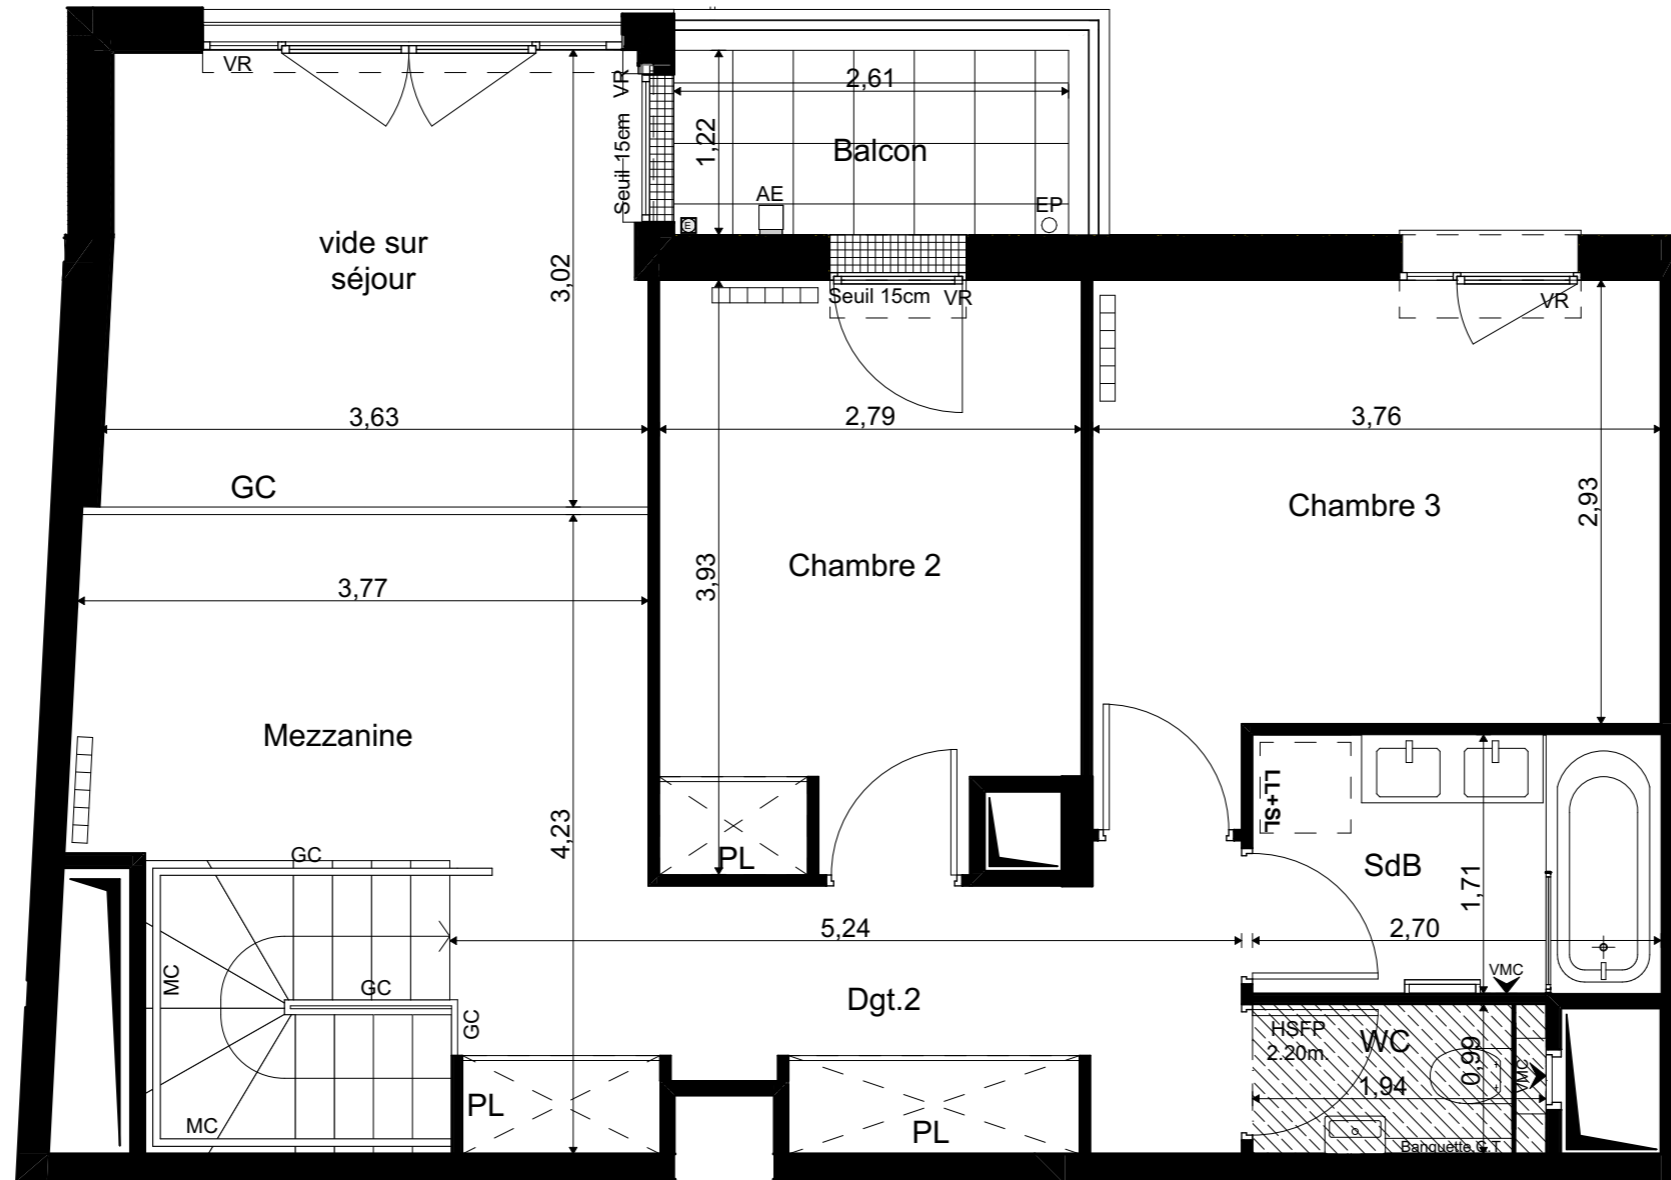 VR
VR
Seuil 15cm
2,61
1,22
Balcon
AE
EP
E
vide sur
séjour
3,02
Seuil 15cm
VR
VR
3,63
2,79
3,76
GC
2,93
Chambre 3
3,93
Chambre 2
3,77
Mezzanine
4,23
PL
LL+SL
SdB
1,71
GC
5,24
2,70
MC
GC
VMC
Dgt.2
GC
HSFP
2.20m
WC
0,99
VMC
1,94
PL
MC
PL
Banquette G.T